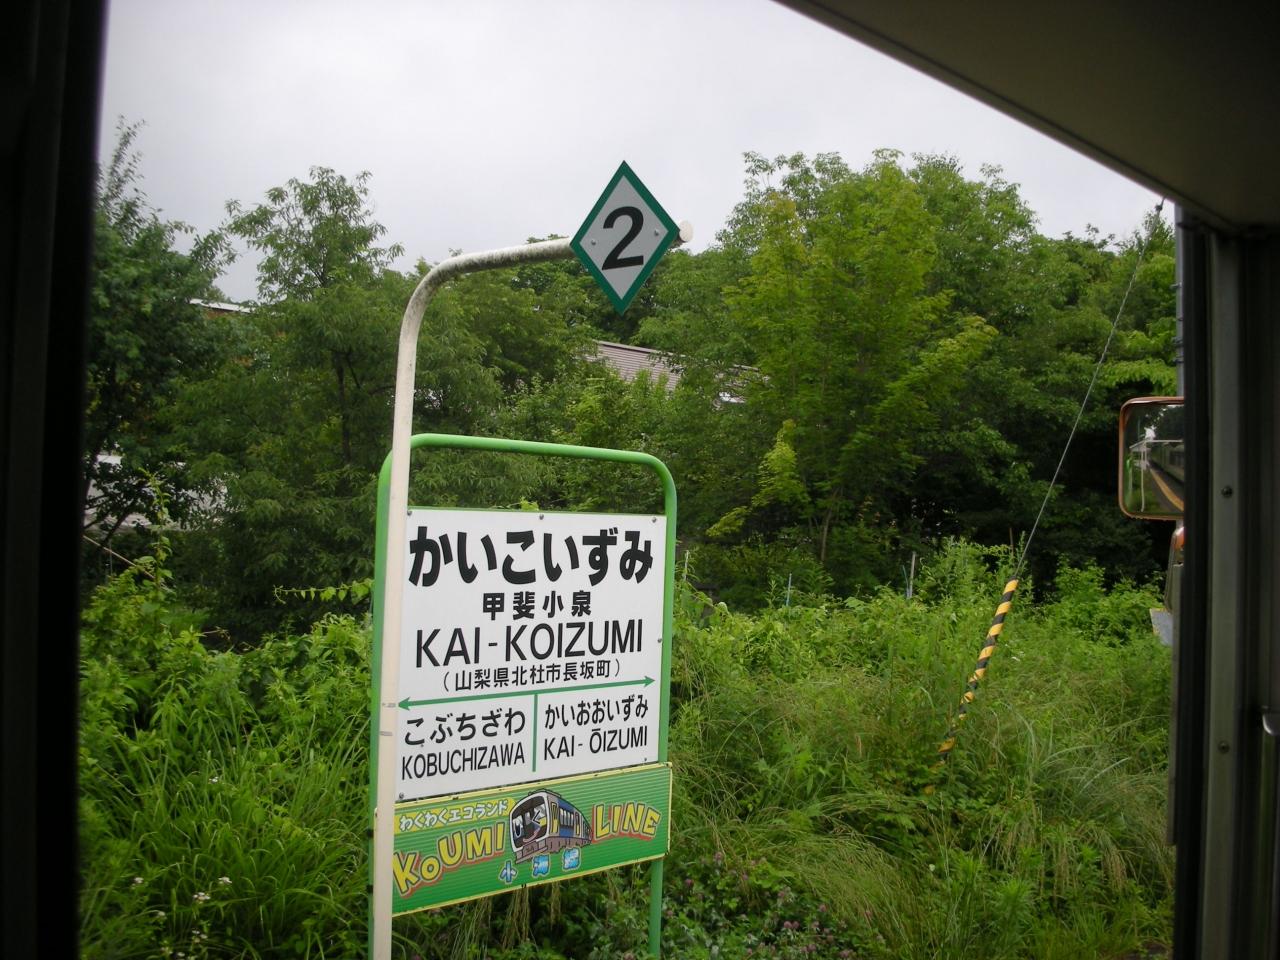 2
かいこいずみ
甲斐小泉
KAI-KOIZUMI
(山梨県北杜市長坂町)
こぶちざわ
KOBUCHIZAWA
かいおおいずみ
KAI-ŌIZUMI
わくわくエコランド
KOUMI LINE
小海線